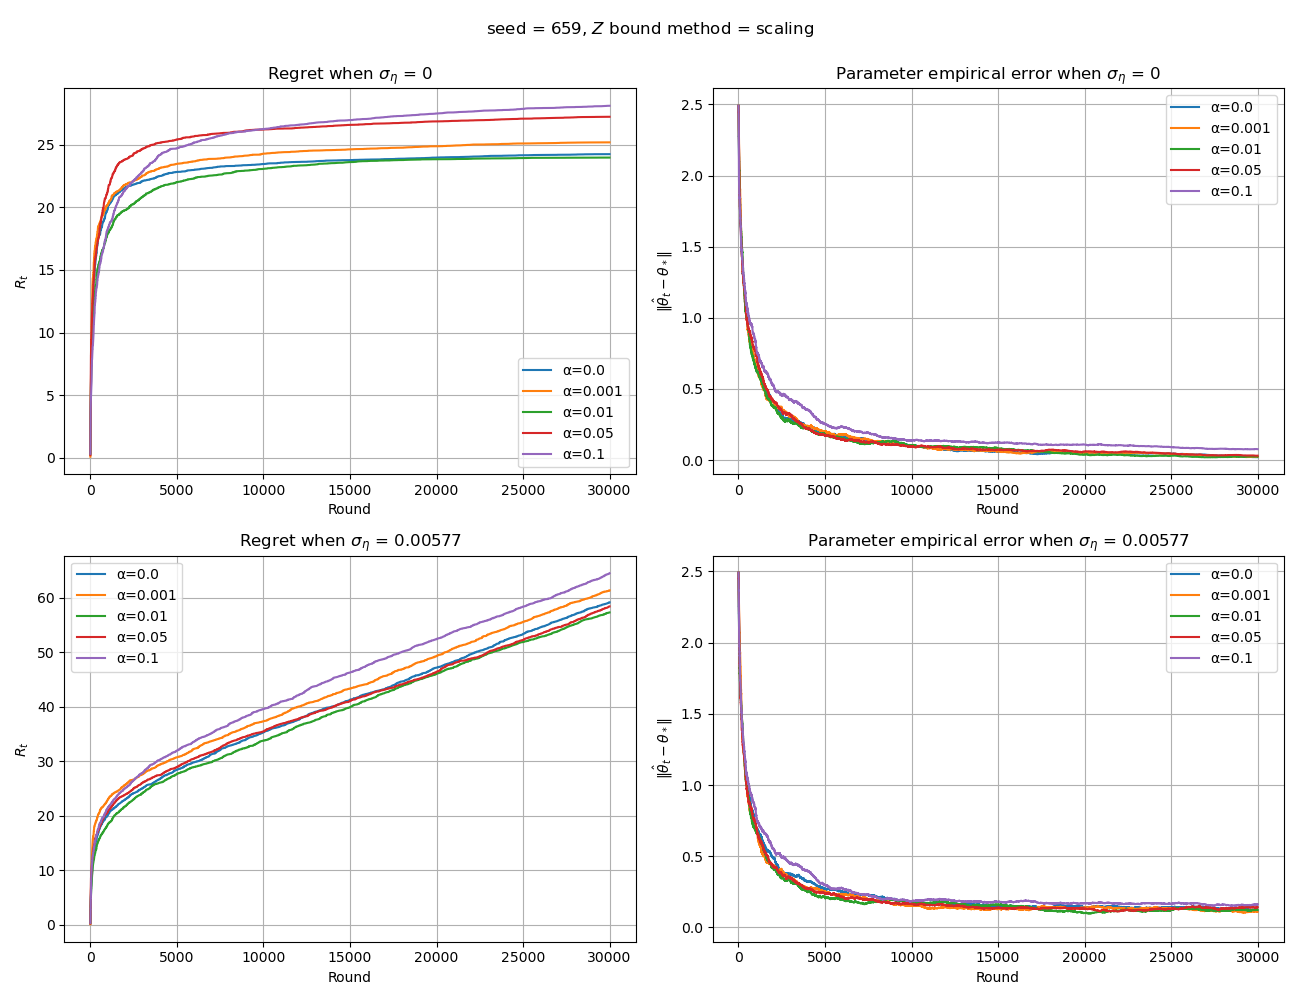 seed = 659, Z bound method = scaling
Regret when σ_η = 0
R_t
25
20
15
10
5
0
0 5000 10000 15000 20000 25000 30000
Round
α=0.0
α=0.001
α=0.01
α=0.05
α=0.1
Parameter empirical error when σ_η = 0
‖θ̂_t − θ_*‖
2.5
2.0
1.5
1.0
0.5
0.0
0 5000 10000 15000 20000 25000 30000
Round
α=0.0
α=0.001
α=0.01
α=0.05
α=0.1
Regret when σ_η = 0.00577
R_t
60
50
40
30
20
10
0
0 5000 10000 15000 20000 25000 30000
Round
α=0.0
α=0.001
α=0.01
α=0.05
α=0.1
Parameter empirical error when σ_η = 0.00577
‖θ̂_t − θ_*‖
2.5
2.0
1.5
1.0
0.5
0.0
0 5000 10000 15000 20000 25000 30000
Round
α=0.0
α=0.001
α=0.01
α=0.05
α=0.1